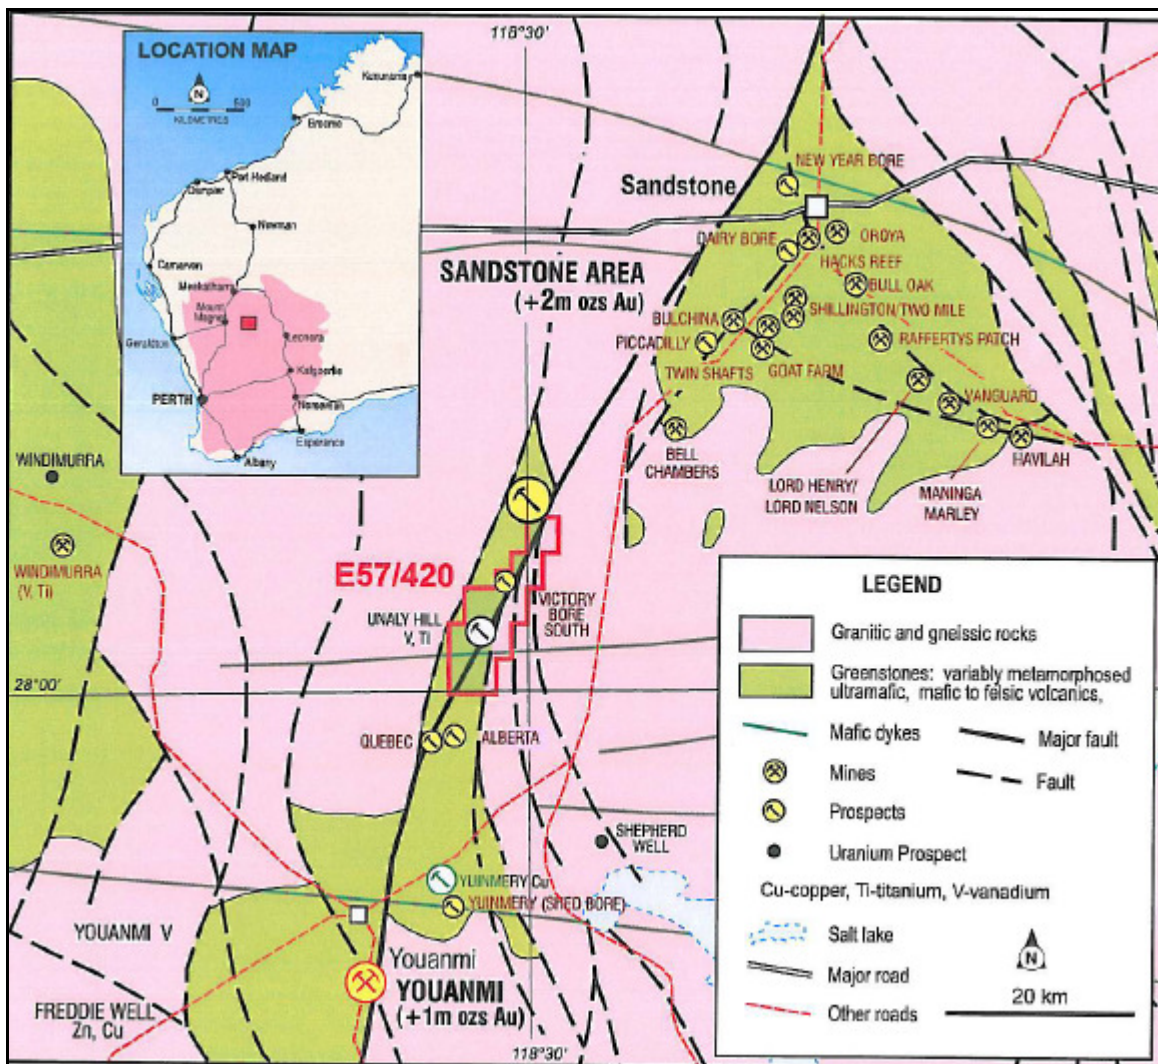 118°30'
LOCATION MAP
N
0 500
KILOMETRES
Kununurra
Broome
Port Hedland
Dampier
Newman
Carnarvon
Meekatharra
Mount
Magnet
Geraldton
Leonora
Kalgoorlie
PERTH
Norseman
Esperance
Albany
NEW YEAR BORE
Sandstone
DAIRY BORE
OROYA
HACKS REEF
SANDSTONE AREA
(+2m ozs Au)
BULL OAK
BULCHINA
SHILLINGTON/TWO MILE
PICCADILLY
RAFFERTYS PATCH
TWIN SHAFTS
GOAT FARM
VANGUARD
BELL
CHAMBERS
HAVILAH
LORD HENRY/
LORD NELSON
MANINGA
MARLEY
WINDIMURRA
WINDIMURRA
(V, Ti)
E57/420
UNALY HILL
V, Ti
VICTORY
BORE
SOUTH
28°00'
QUEBEC
ALBERTA
SHEPHERD
WELL
YUINMERY Cu
YUINMERY (SHED BORE)
YOUANMI V
Youanmi
YOUANMI
(+1m ozs Au)
FREDDIE WELL
Zn, Cu
118°30'
LEGEND
Granitic and gneissic rocks
Greenstones: variably metamorphosed
ultramafic, mafic to felsic volcanics,
Mafic dykes
Major fault
Mines
Fault
Prospects
Uranium Prospect
Cu-copper, Ti-titanium, V-vanadium
Salt lake
N
Major road
20 km
Other roads